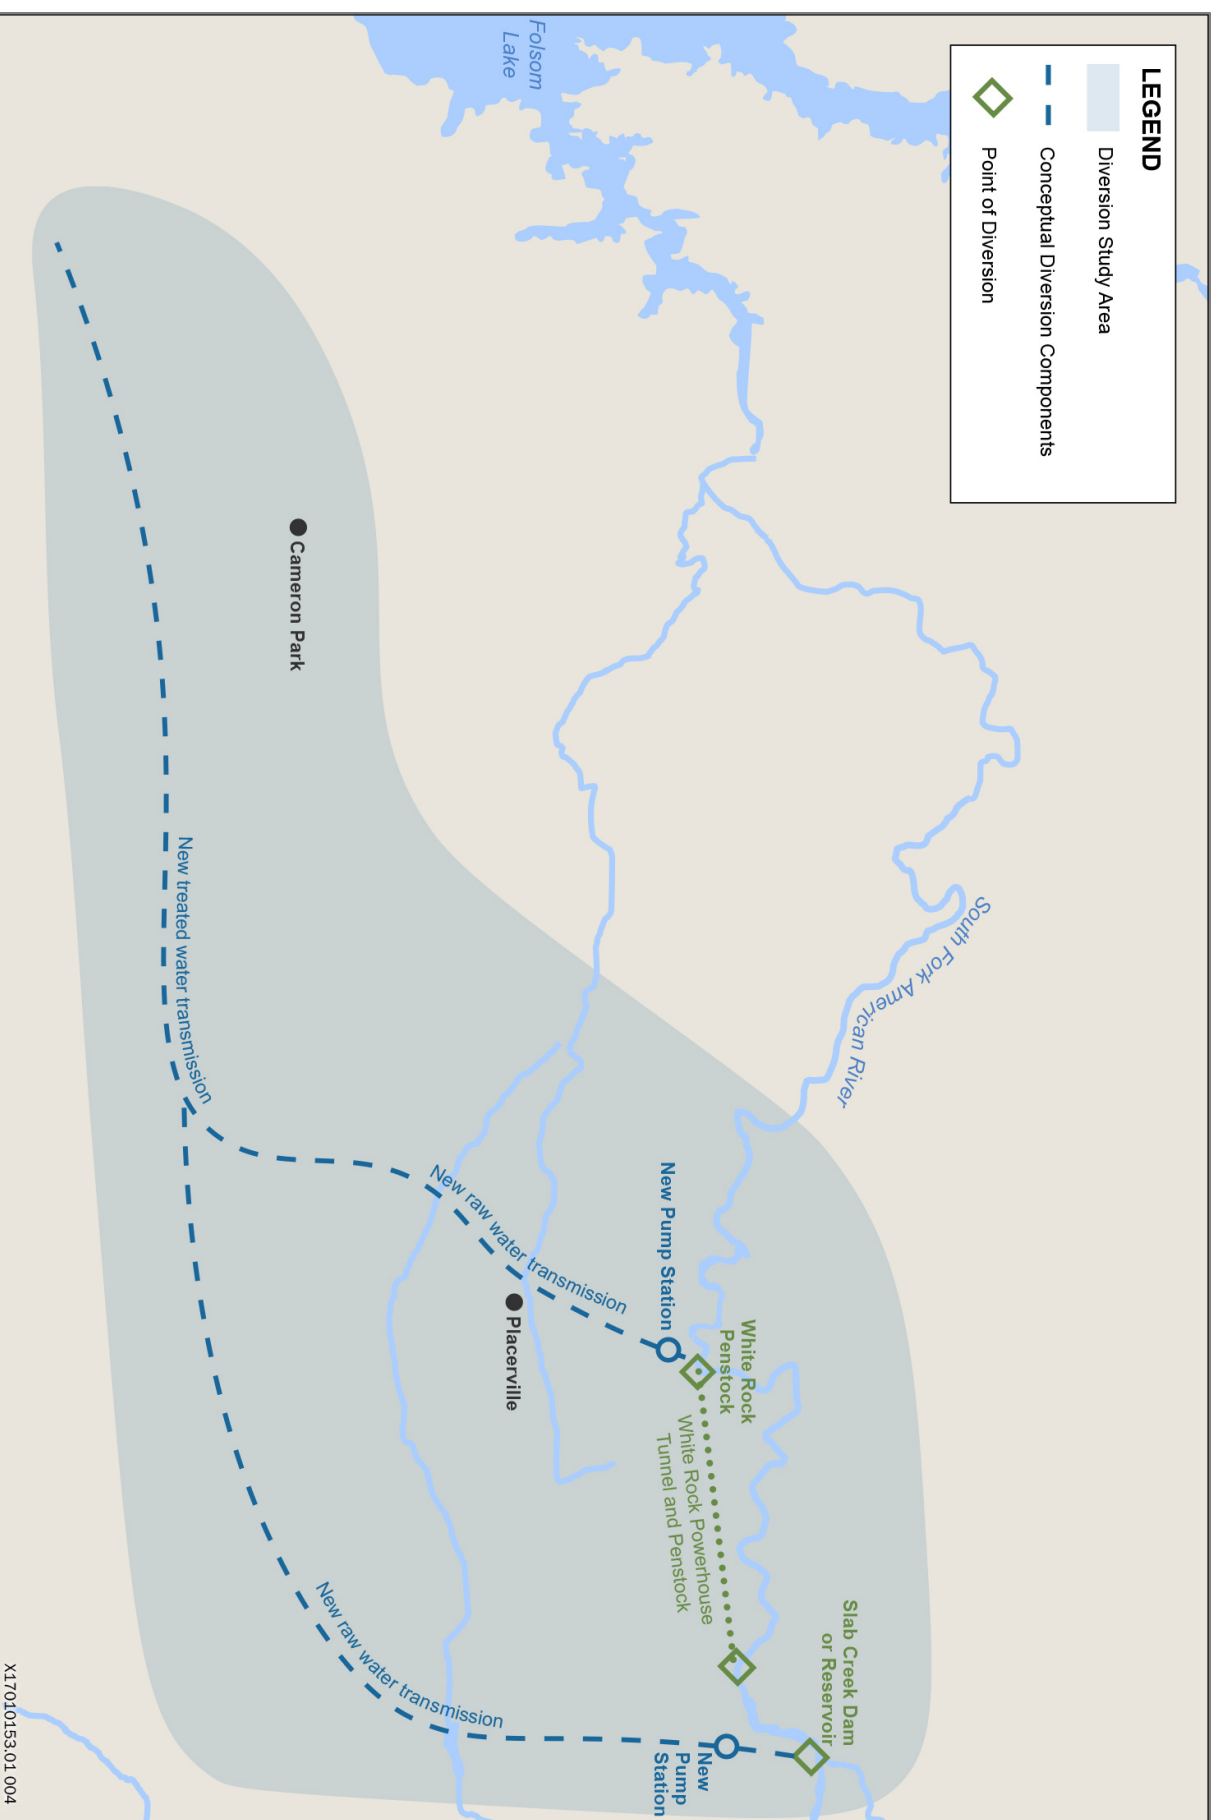 LEGEND
Diversion Study Area
Conceptual Diversion Components
Point of Diversion
Folsom
Lake
South Fork American River
Cameron Park
New treated water transmission
New raw water transmission
New Pump Station
White Rock
Penstock
Placerville
White Rock Powerhouse
Tunnel and Penstock
Slab Creek Dam
or Reservoir
New raw water transmission
New
Pump
Station
X17010153.01 004